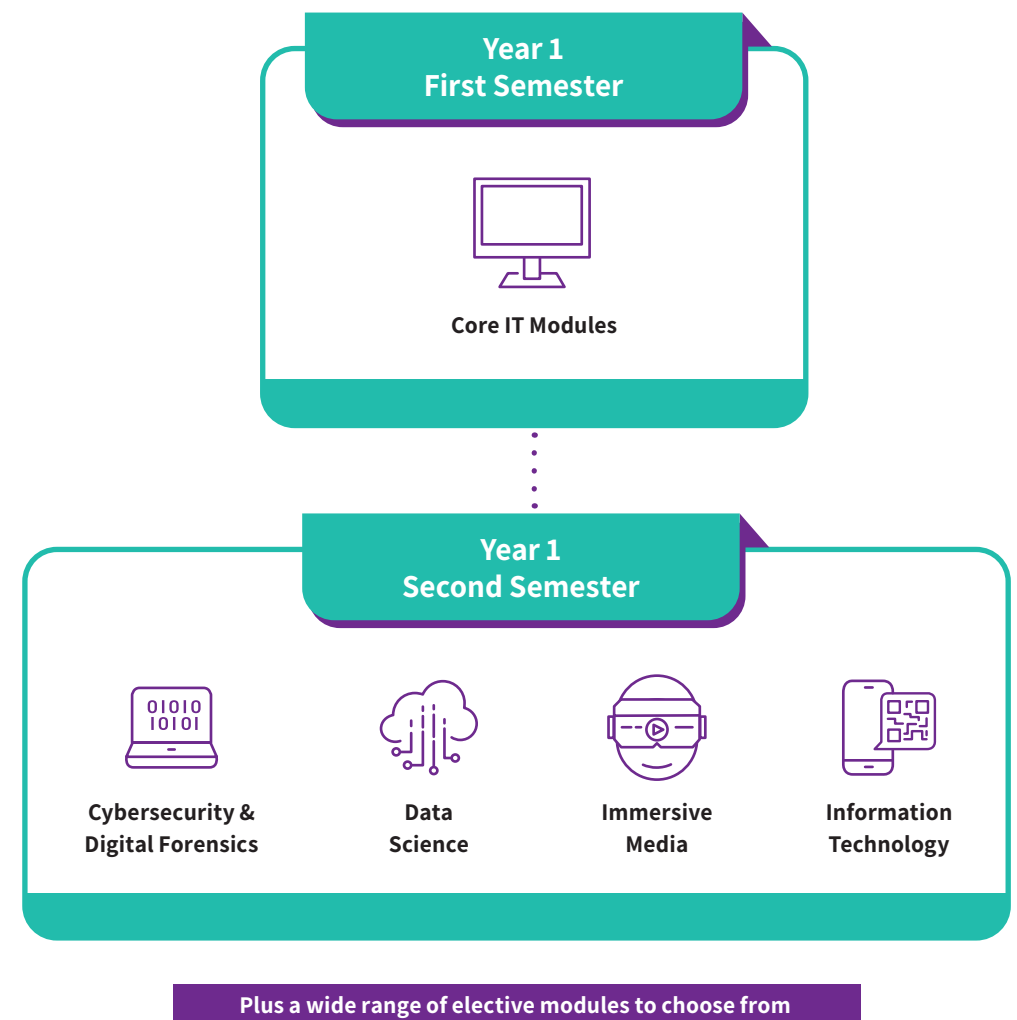 Year 1
First Semester
Core IT Modules
Year 1
Second Semester
01010
10101
Cybersecurity &
Digital Forensics
Data
Science
Immersive
Media
Information
Technology
Plus a wide range of elective modules to choose from